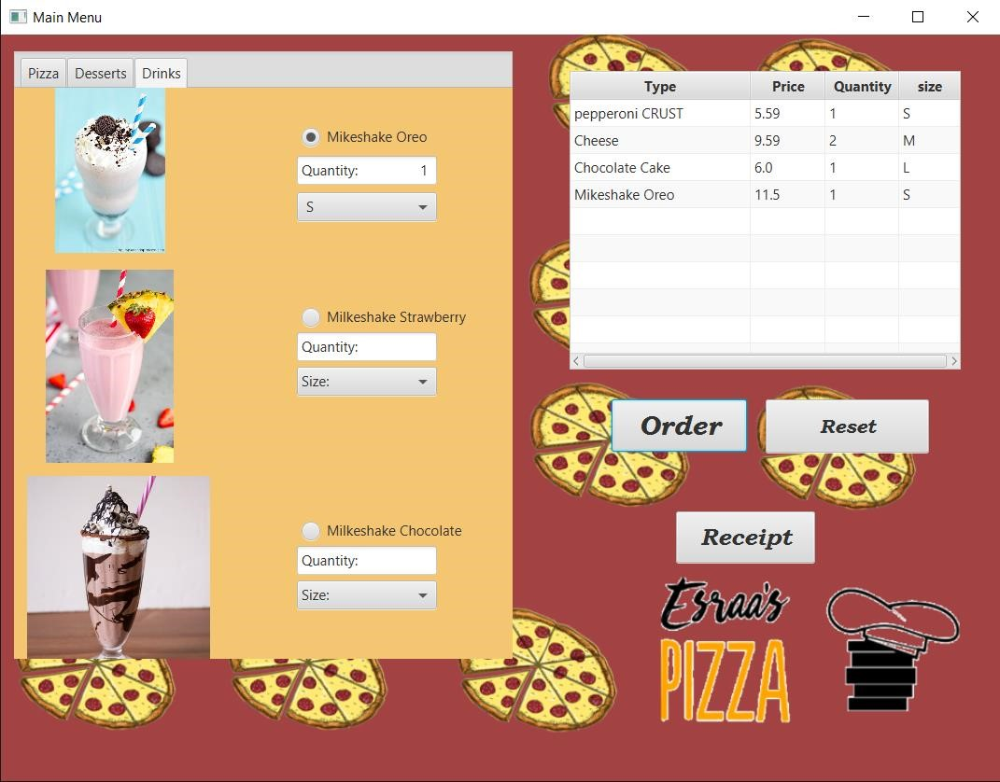 Main Menu
Pizza Desserts Drinks
Mikeshake Oreo
Quantity: 1
S
Milkeshake Strawberry
Quantity:
Size:
Milkeshake Chocolate
Quantity:
Size:
Type Price Quantity size
pepperoni CRUST 5.59 1 S
Cheese 9.59 2 M
Chocolate Cake 6.0 1 L
Mikeshake Oreo 11.5 1 S
Order Reset
Receipt
Esraa's
PIZZA